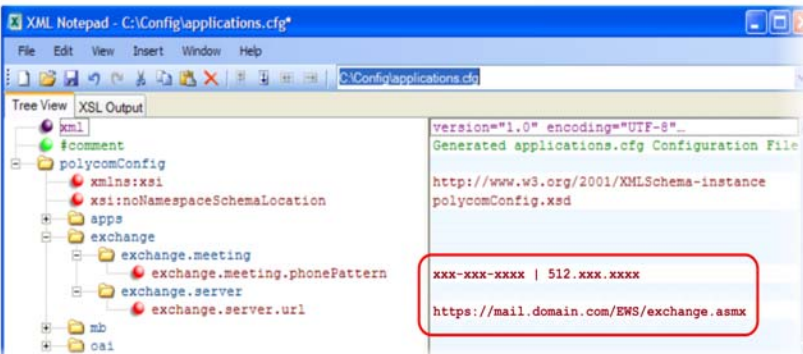 XML Notepad - C:\Config\applications.cfg*
File Edit View Insert Window Help
C:\Config\applications.cfg
Tree View XSL Output
xml version="1.0" encoding="UTF-8"…
#comment Generated applications.cfg Configuration File
polycomConfig
xmlns:xsi http://www.w3.org/2001/XMLSchema-instance
xsi:noNamespaceSchemaLocation polycomConfig.xsd
apps
exchange
exchange.meeting
exchange.meeting.phonePattern xxx-xxx-xxxx | 512.xxx.xxxx
exchange.server
exchange.server.url https://mail.domain.com/EWS/exchange.asmx
mb
oai